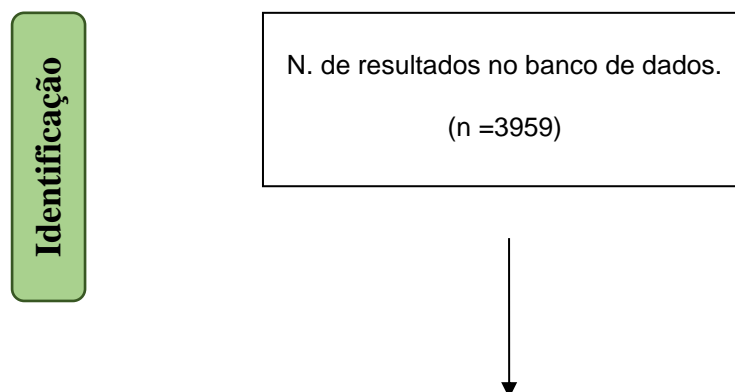 Identificação
N. de resultados no banco de dados.
(n =3959)